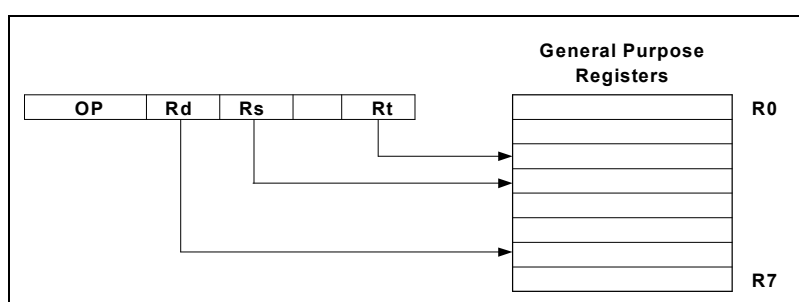 General Purpose
Registers
OP Rd Rs Rt
R0
R7